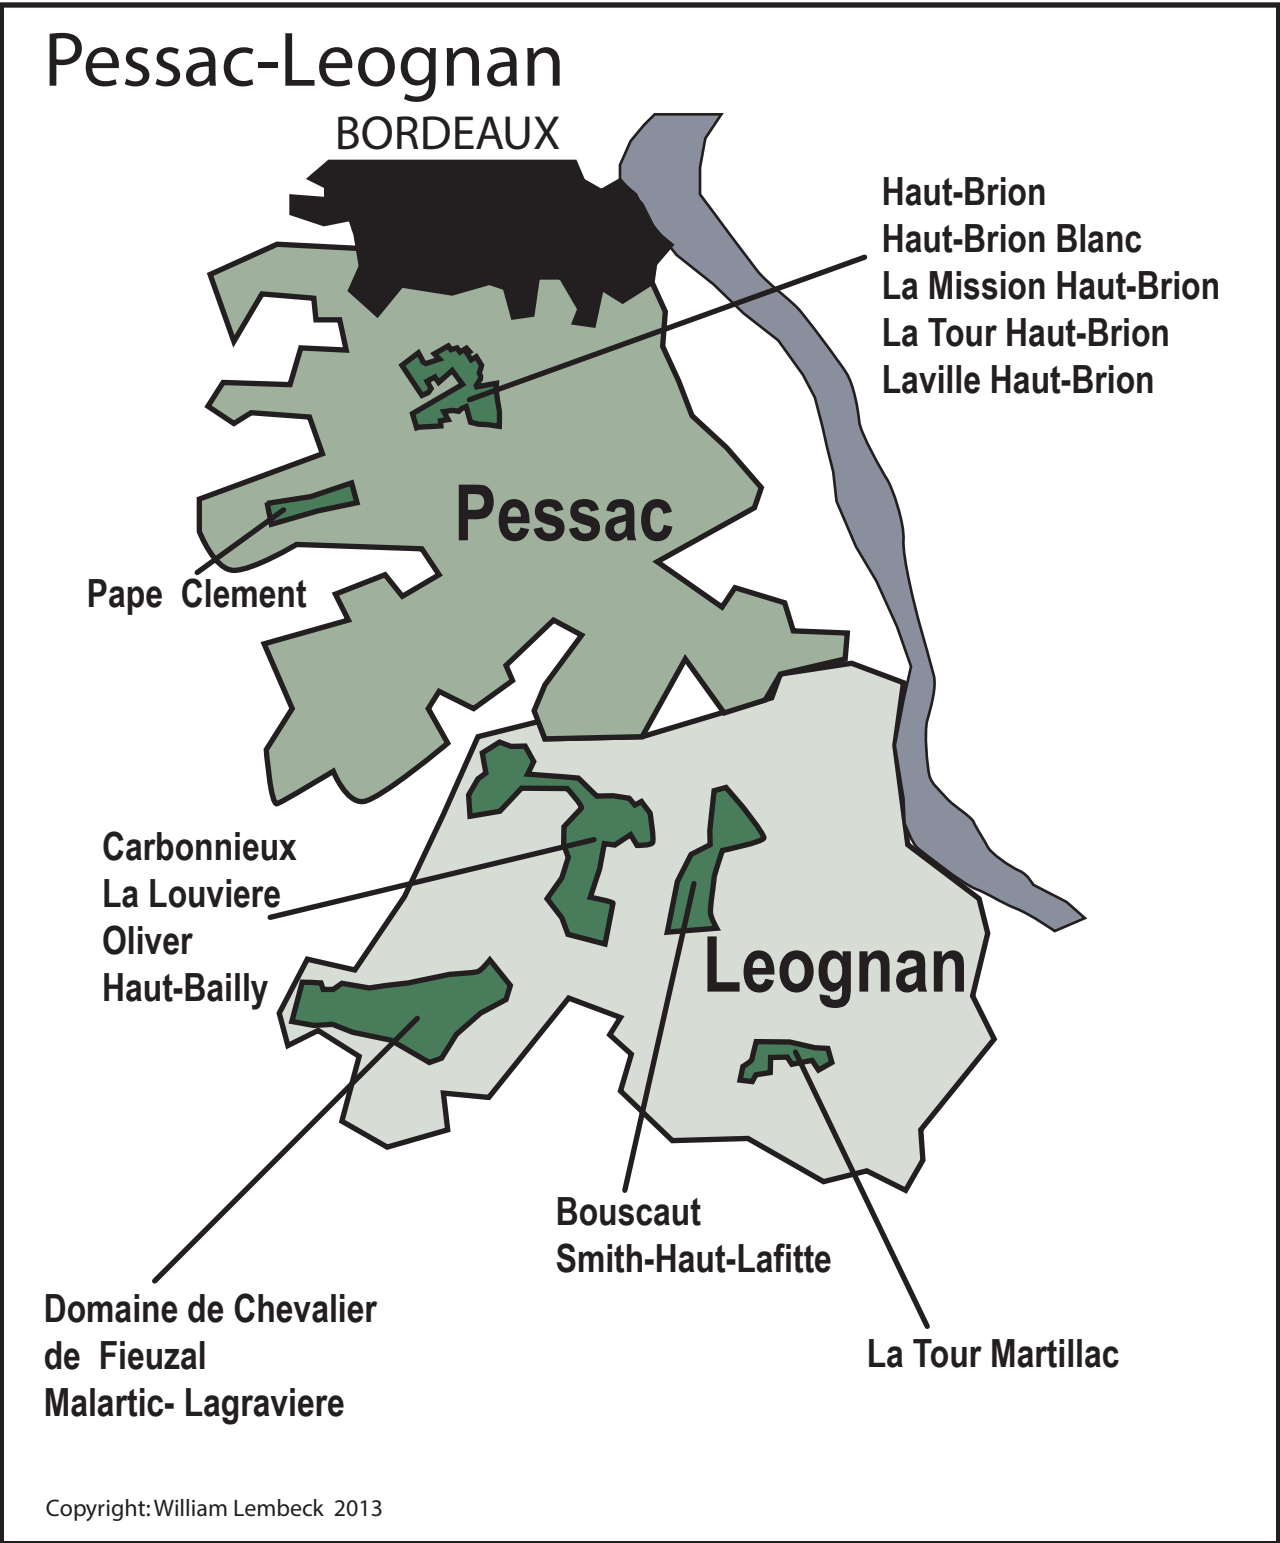 Pessac-Leognan
BORDEAUX
Haut-Brion
Haut-Brion Blanc
La Mission Haut-Brion
La Tour Haut-Brion
Laville Haut-Brion
Pessac
Pape Clement
Carbonnieux
La Louviere
Oliver
Haut-Bailly
Leognan
Bouscaut
Smith-Haut-Lafitte
Domaine de Chevalier
de Fieuzal
Malartic- Lagraviere
La Tour Martillac
Copyright: William Lembeck 2013